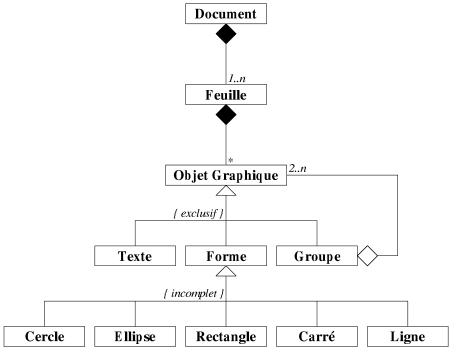 Document
1..n
Feuille
*
2..n
Objet Graphique
{ exclusif }
Texte Forme Groupe
{ incomplet }
Cercle Ellipse Rectangle Carré Ligne